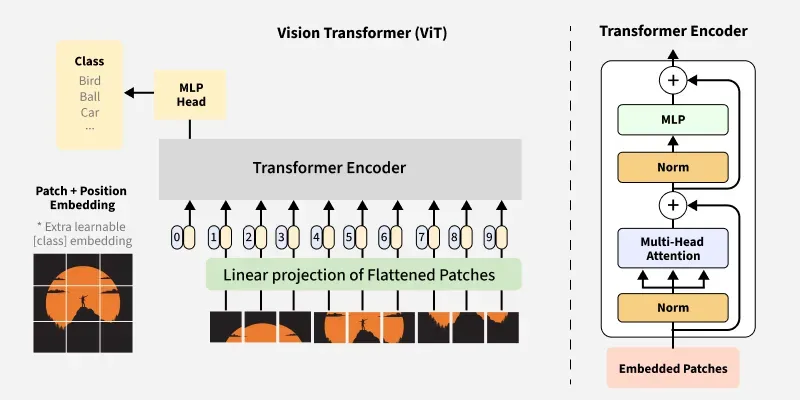 Vision Transformer (ViT)
Class
Bird
Ball
Car
...
MLP
Head
Transformer Encoder
Patch + Position
Embedding
* Extra learnable
[class] embedding
0 1 2 3 4 5 6 7 8 9
Linear projection of Flattened Patches
Transformer Encoder
+
MLP
Norm
+
Multi-Head
Attention
Norm
Embedded Patches